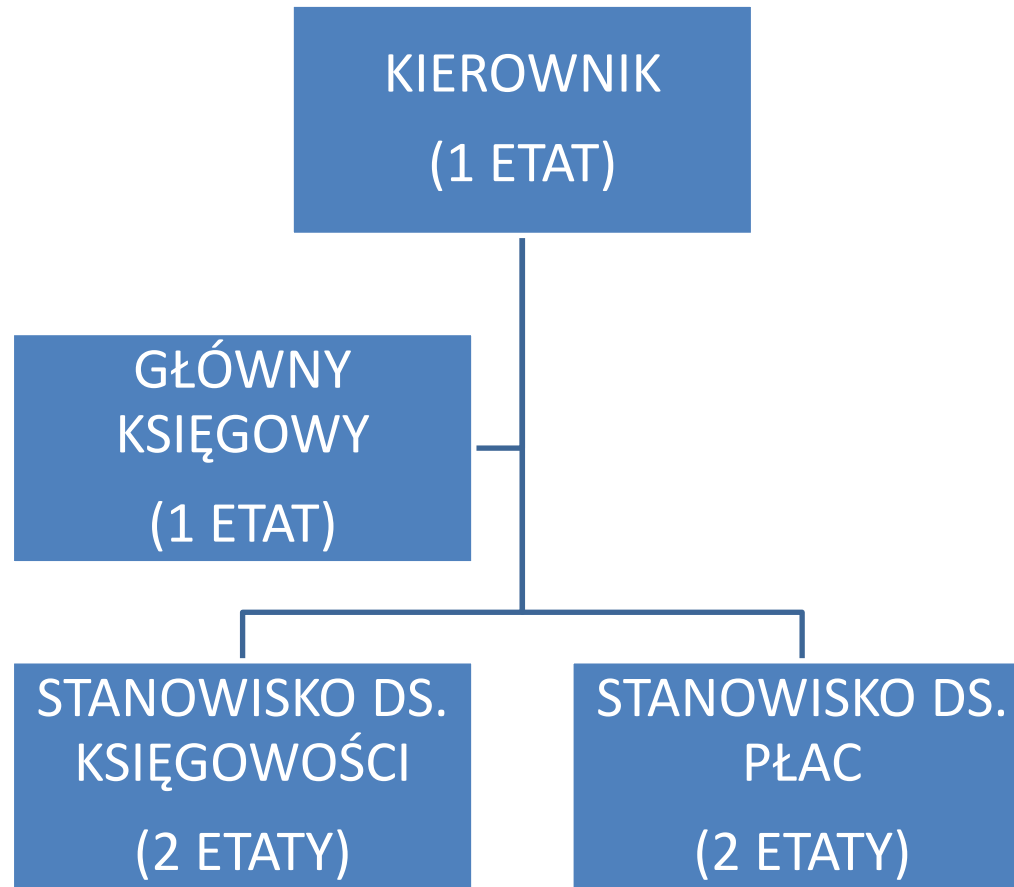 KIEROWNIK
(1 ETAT)
GŁÓWNY
KSIĘGOWY
(1 ETAT)
STANOWISKO DS.
KSIĘGOWOŚCI
(2 ETATY)
STANOWISKO DS.
PŁAC
(2 ETATY)